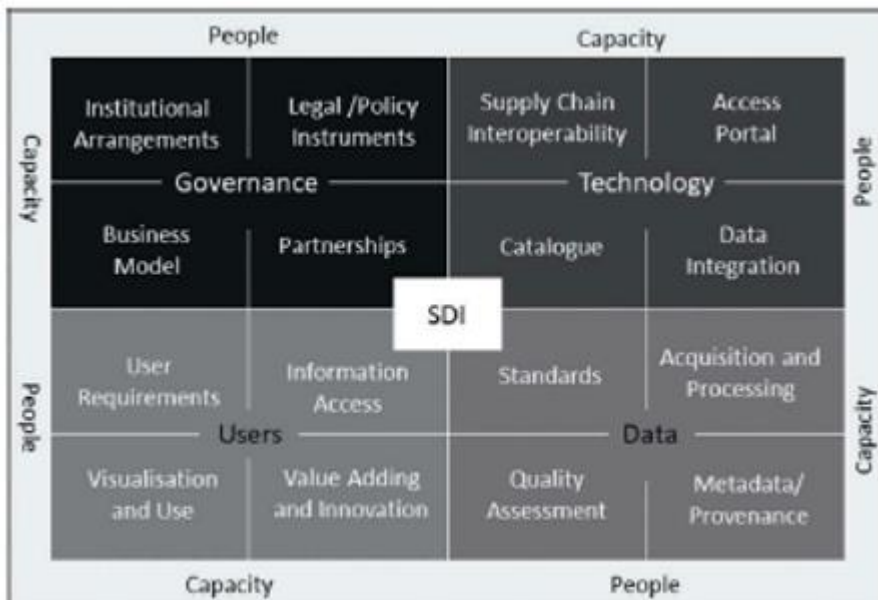 People
Capacity
Capacity
People
Institutional
Arrangements
Legal /Policy
Instruments
Governance
Business
Model
Partnerships
Supply Chain
Interoperability
Access
Portal
Technology
Catalogue
Data
Integration
SDI
People
Capacity
User
Requirements
Information
Access
Users
Visualisation
and Use
Value Adding
and Innovation
Standards
Acquisition and
Processing
Data
Quality
Assessment
Metadata/
Provenance
Capacity
People